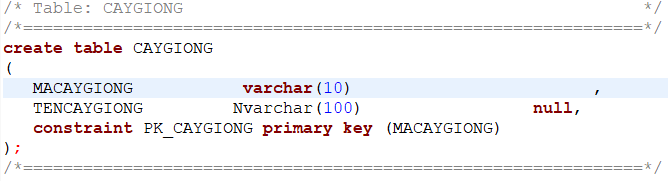 /* Table: CAYGIONG */
/*==============================================================*/
create table CAYGIONG
(
MACAYGIONG varchar(10) ,
TENCAYGIONG Nvarchar(100) null,
constraint PK_CAYGIONG primary key (MACAYGIONG)
);
/*==============================================================*/